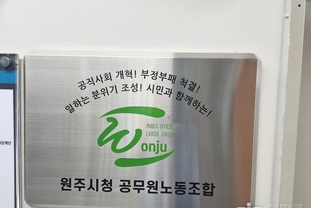 공직사회 개혁! 부정부패 척결!
일하는 분위기 조성! 시민과 함께하는!
PUBLIC OFFICIAL
LABOR UNION
Wonju
원주시청 공무원노동조합